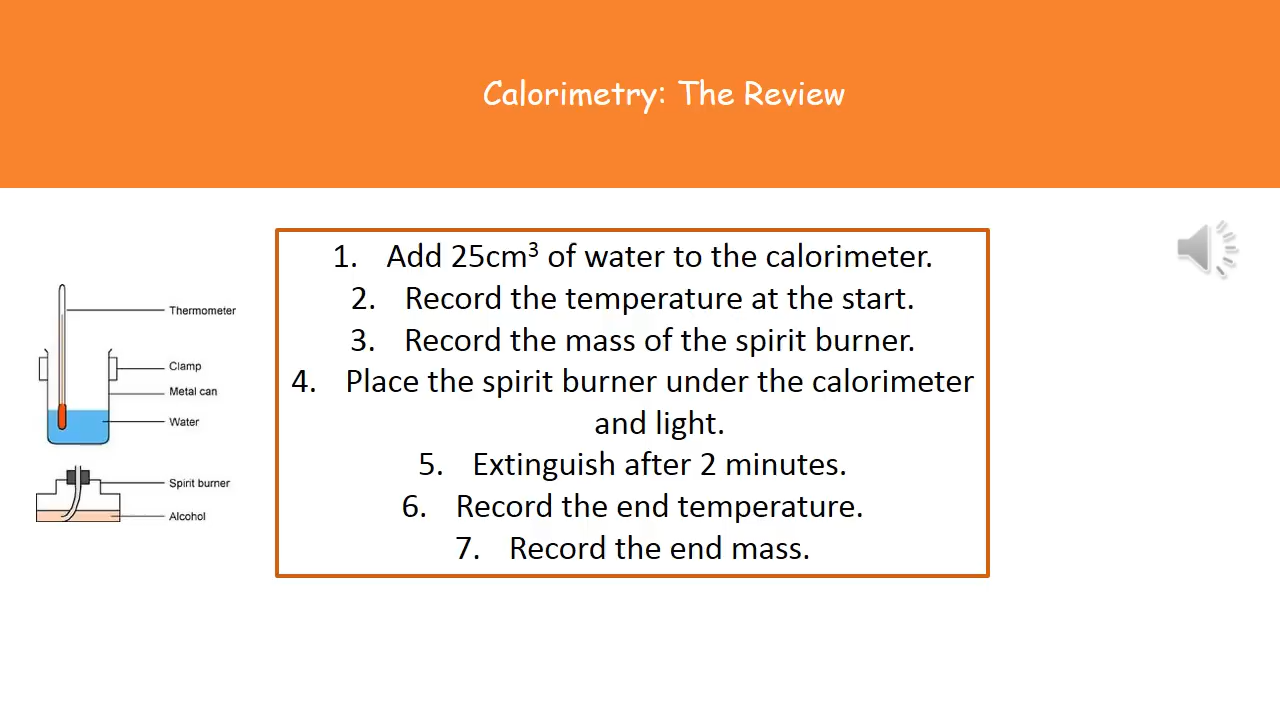 Calorimetry: The Review
1. Add 25cm³ of water to the calorimeter.
2. Record the temperature at the start.
3. Record the mass of the spirit burner.
4. Place the spirit burner under the calorimeter
and light.
5. Extinguish after 2 minutes.
6. Record the end temperature.
7. Record the end mass.
Thermometer
Clamp
Metal can
Water
Spirit burner
Alcohol